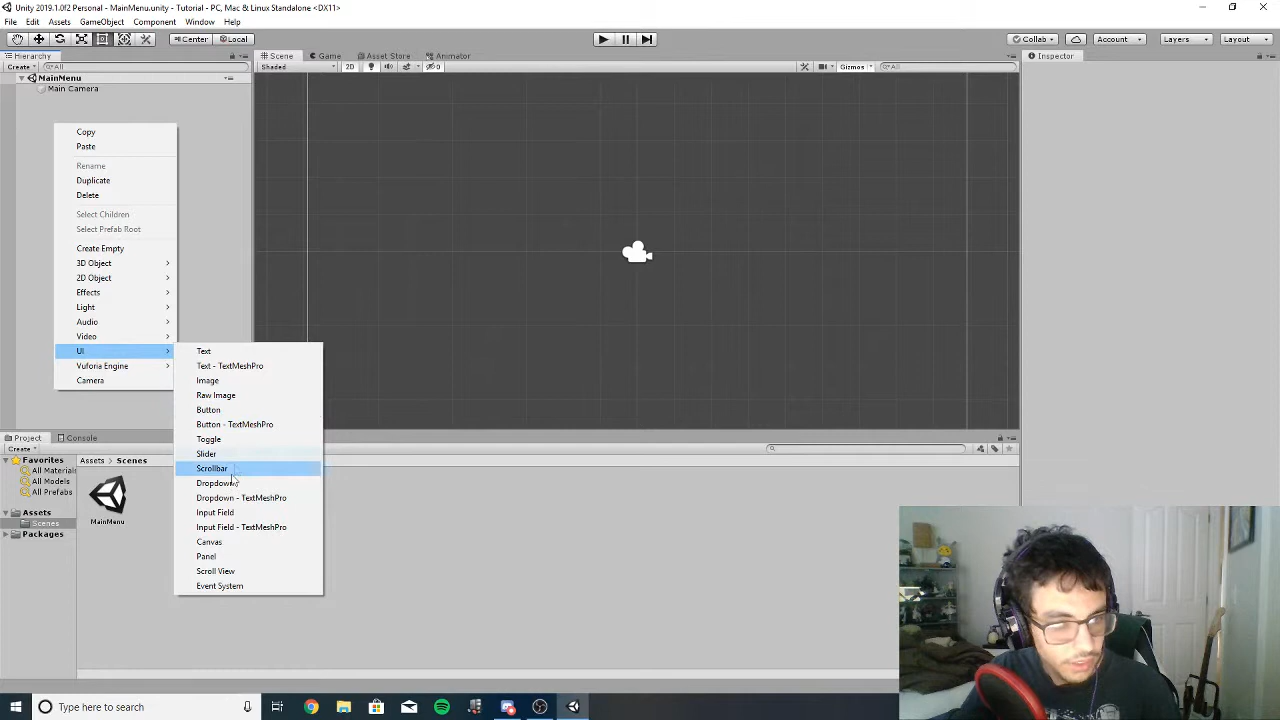 Unity 2019.1.0f2 Personal - MainMenu.unity - Tutorial - PC, Mac & Linux Standalone <DX11>
File Edit Assets GameObject Component Window Help
Center Local Collab Account Layers Layout
Hierarchy Scene Game Asset Store Animator Inspector
Create All Shaded 2D 0 Gizmos All
MainMenu
Main Camera
Copy
Paste
Rename
Duplicate
Delete
Select Children
Select Prefab Root
Create Empty
3D Object
2D Object
Effects
Light
Audio
Video
UI
Vuforia Engine
Camera
Text
Text - TextMeshPro
Image
Raw Image
Button
Button - TextMeshPro
Toggle
Slider
Scrollbar
Dropdown
Dropdown - TextMeshPro
Input Field
Input Field - TextMeshPro
Canvas
Panel
Scroll View
Event System
Project Console
Create
Favorites
All Materials
All Models
All Prefabs
Assets
Scenes
Packages
Assets Scenes
MainMenu
Type here to search